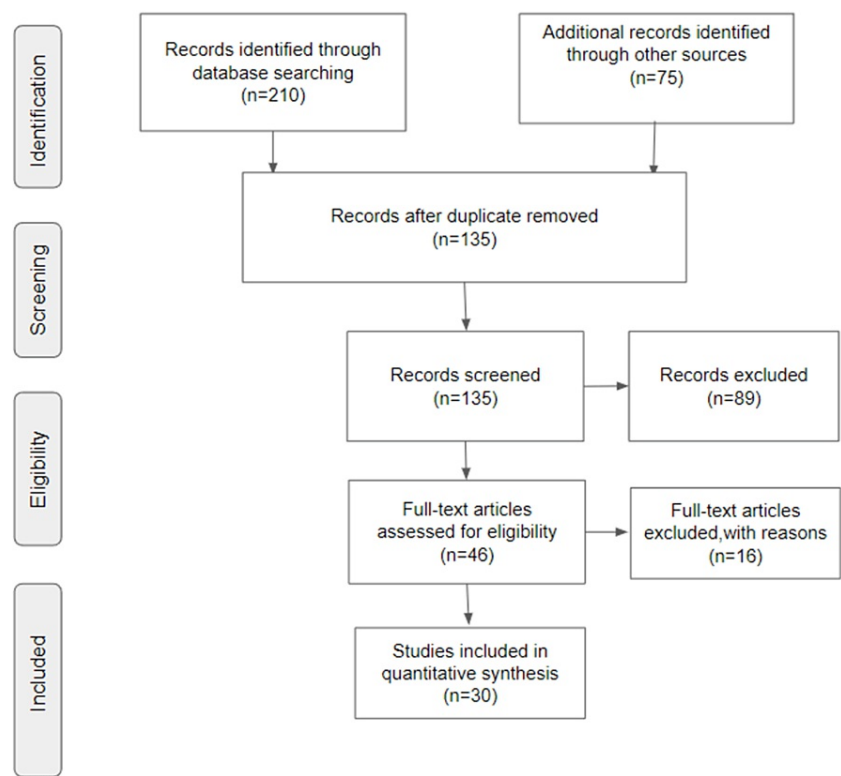 Identification
Records identified through
database searching
(n=210)
Additional records identified
through other sources
(n=75)
Records after duplicate removed
(n=135)
Screening
Records screened
(n=135)
Records excluded
(n=89)
Eligibility
Full-text articles
assessed for eligibility
(n=46)
Full-text articles
excluded,with reasons
(n=16)
Included
Studies included in
quantitative synthesis
(n=30)